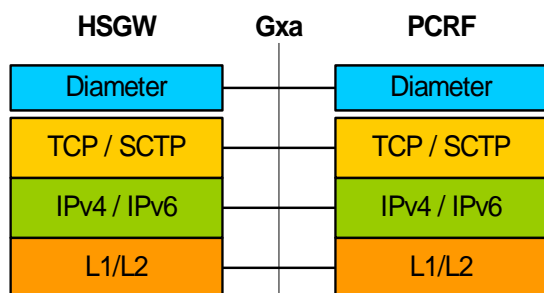 HSGW Gxa PCRF
Diameter Diameter
TCP / SCTP TCP / SCTP
IPv4 / IPv6 IPv4 / IPv6
L1/L2 L1/L2